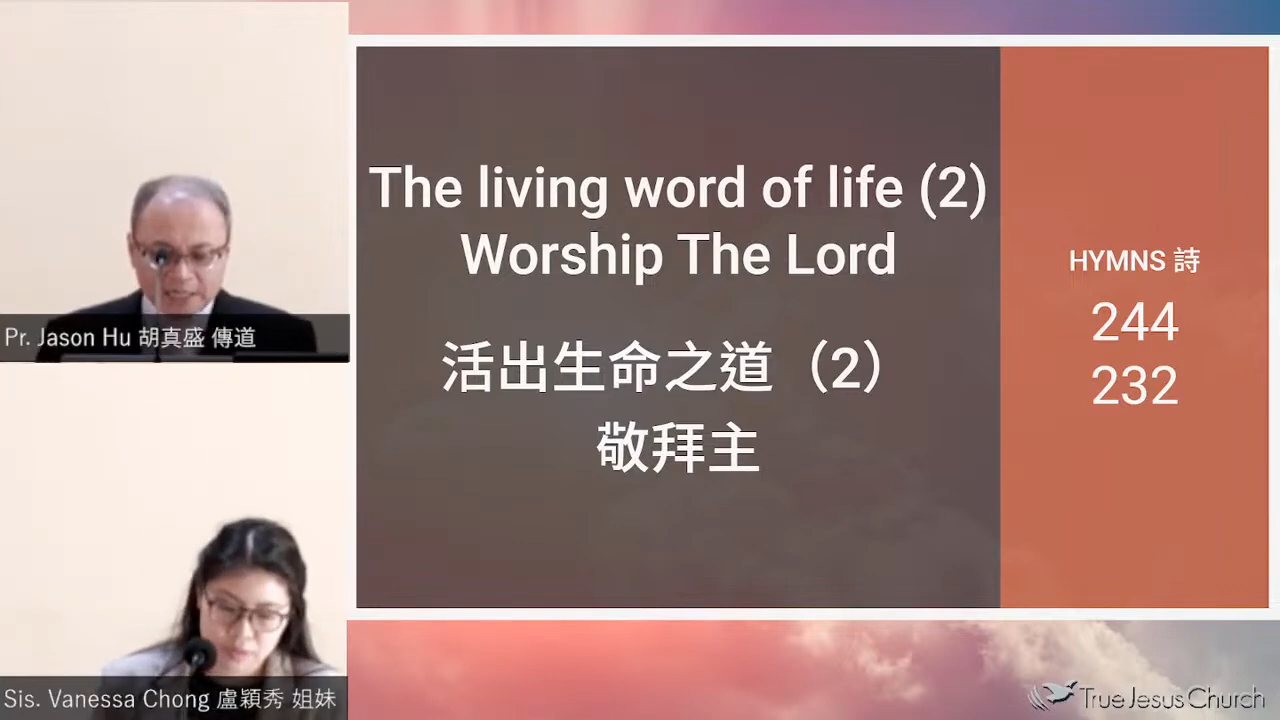 The living word of life (2)
Worship The Lord
活出生命之道（2）
敬拜主
HYMNS 詩
244
232
Pr. Jason Hu 胡真盛 傳道
Sis. Vanessa Chong 盧穎秀 姐妹
True Jesus Church